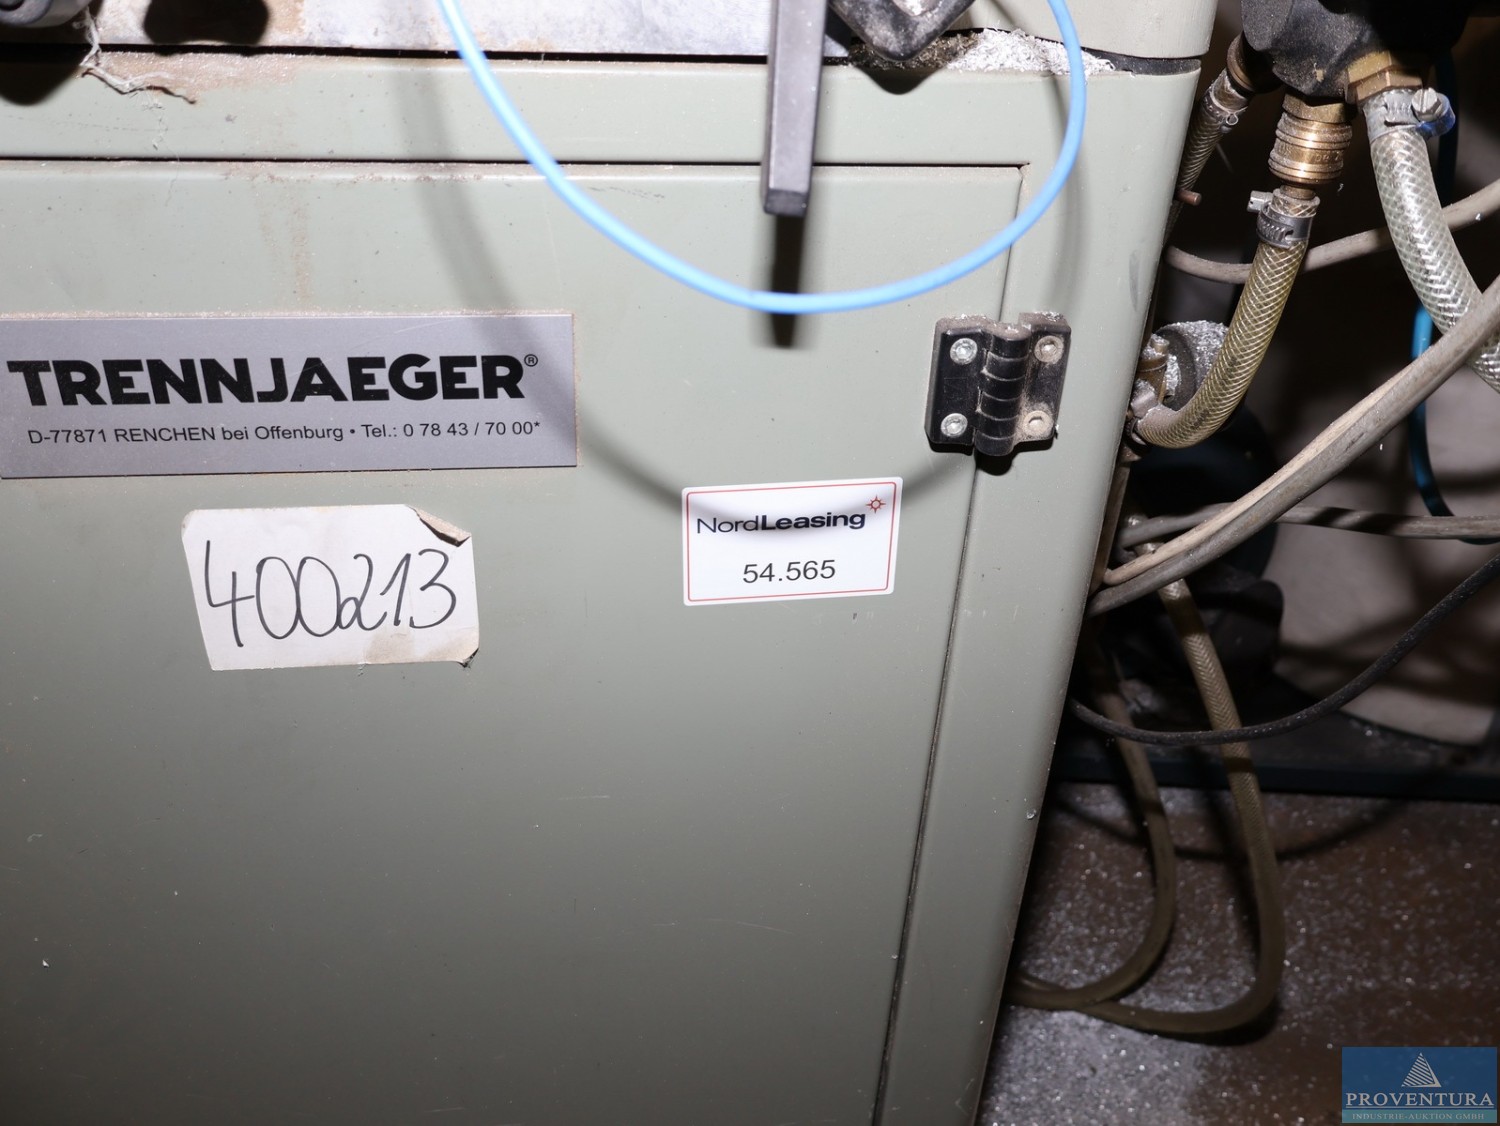 TRENNJAEGER®
D-77871 RENCHEN bei Offenburg • Tel.: 0 78 43 / 70 00*
400213
NordLeasing
54.565
PROVENTURA
INDUSTRIE-AUKTION GMBH